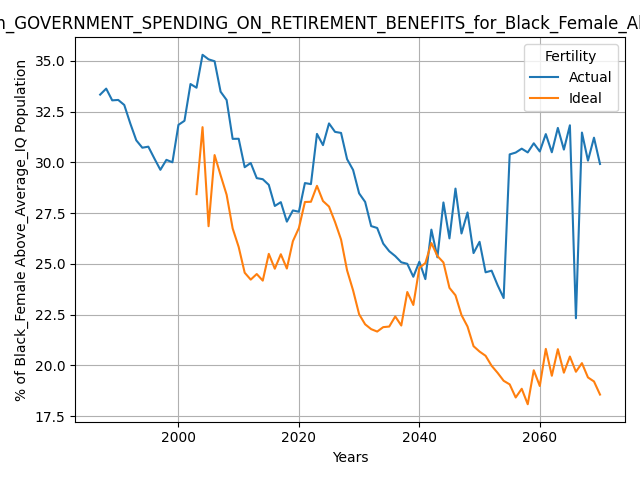 n_GOVERNMENT_SPENDING_ON_RETIREMENT_BENEFITS_for_Black_Female_A
Fertility
Actual
Ideal
% of Black_Female Above_Average_IQ Population
35.0
32.5
30.0
27.5
25.0
22.5
20.0
17.5
2000
2020
2040
2060
Years